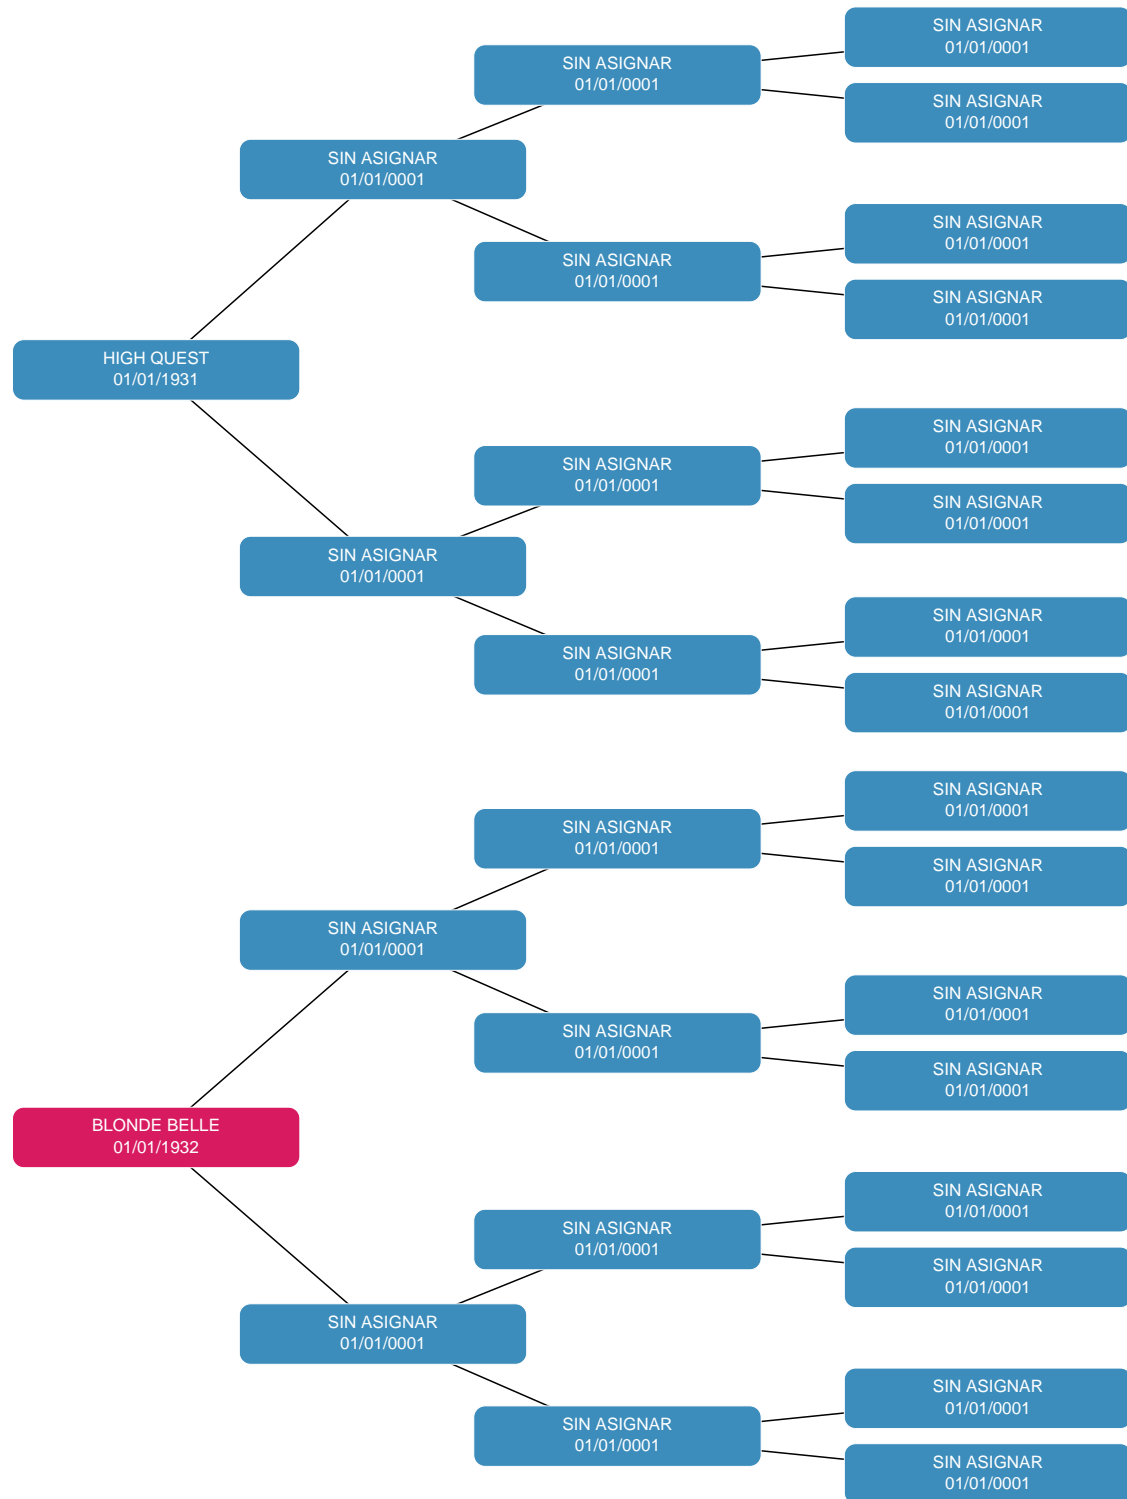 SIN ASIGNAR
01/01/0001
SIN ASIGNAR
01/01/0001
SIN ASIGNAR
01/01/0001
SIN ASIGNAR
01/01/0001
SIN ASIGNAR
01/01/0001
SIN ASIGNAR
01/01/0001
SIN ASIGNAR
01/01/0001
HIGH QUEST
01/01/1931
SIN ASIGNAR
01/01/0001
SIN ASIGNAR
01/01/0001
SIN ASIGNAR
01/01/0001
SIN ASIGNAR
01/01/0001
SIN ASIGNAR
01/01/0001
SIN ASIGNAR
01/01/0001
SIN ASIGNAR
01/01/0001
SIN ASIGNAR
01/01/0001
SIN ASIGNAR
01/01/0001
SIN ASIGNAR
01/01/0001
SIN ASIGNAR
01/01/0001
SIN ASIGNAR
01/01/0001
SIN ASIGNAR
01/01/0001
SIN ASIGNAR
01/01/0001
BLONDE BELLE
01/01/1932
SIN ASIGNAR
01/01/0001
SIN ASIGNAR
01/01/0001
SIN ASIGNAR
01/01/0001
SIN ASIGNAR
01/01/0001
SIN ASIGNAR
01/01/0001
SIN ASIGNAR
01/01/0001
SIN ASIGNAR
01/01/0001